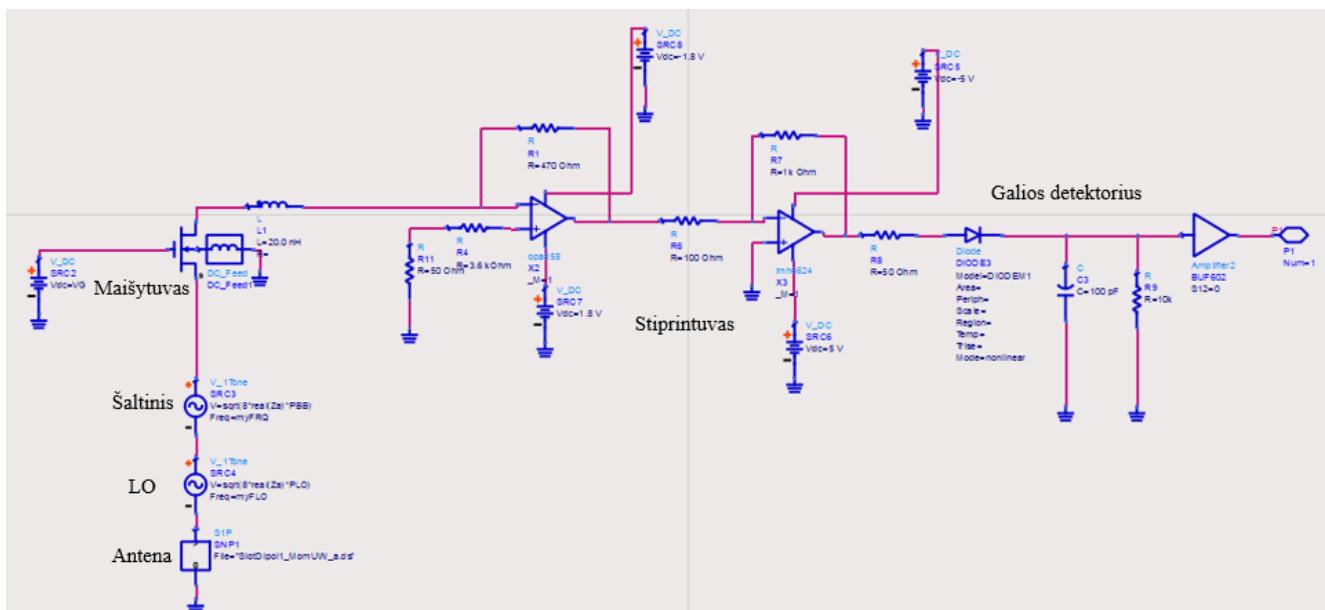 V_DC
SRC8
Vdc=-1.8 V
V_DC
SRC5
Vdc=-5 V
R
R1
R=470 Ohm
R
R7
R=1k Ohm
Galios detektorius
L
L1
L=20.0 nH
R=
DC_Feed
DC_Feed1
V_DC
SRC2
Vdc=VG
Maišytuvas
R
R11
R=50 Ohm
R
R4
R=3.6k Ohm
X2
_M=1
V_DC
SRC7
Vdc=1.8 V
R
R6
R=100 Ohm
Stiprintuvas
X3
V_DC
SRC6
Vdc=5 V
R
R8
R=50 Ohm
Diode
DIODE3
Model=DIODEM1
Area=
Periph=
Scale=
Region=
Temp=
Trise=
Mode=nonlinear
C
C3
C=100 pF
R
R9
R=10k
Amplifier2
BUF602
S12=0
P1
Num=1
Šaltinis
V_1Tone
SRC3
V=sqrt(8*real(Za)*PBB)
Freq=myFRQ
LO
V_1Tone
SRC4
V=sqrt(8*real(Za)*PLO)
Freq=myFLO
Antena
S1P
SNP1
File="SlotDipol1_MomUW_a.ds"